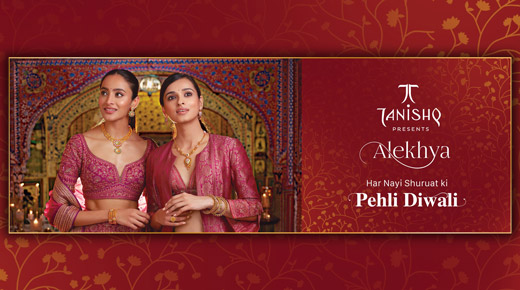 TANISHQ
PRESENTS
Alekhya
Har Nayi Shuruat ki
Pehli Diwali